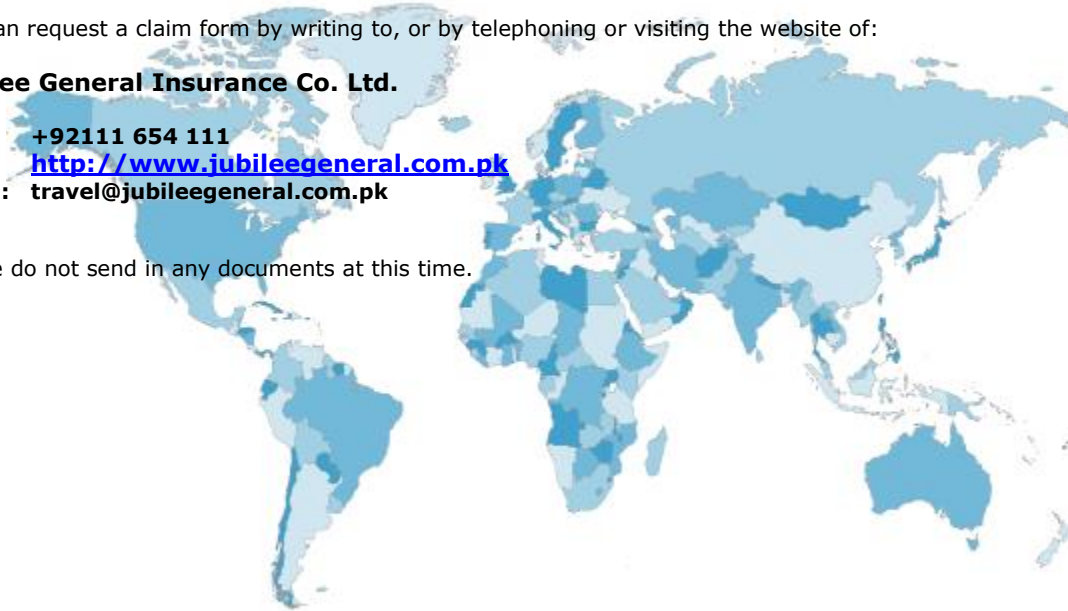 an request a claim form by writing to, or by telephoning or visiting the website of:
ee General Insurance Co. Ltd.
+92111 654 111
http://www.jubileegeneral.com.pk
: travel@jubileegeneral.com.pk
e do not send in any documents at this time.